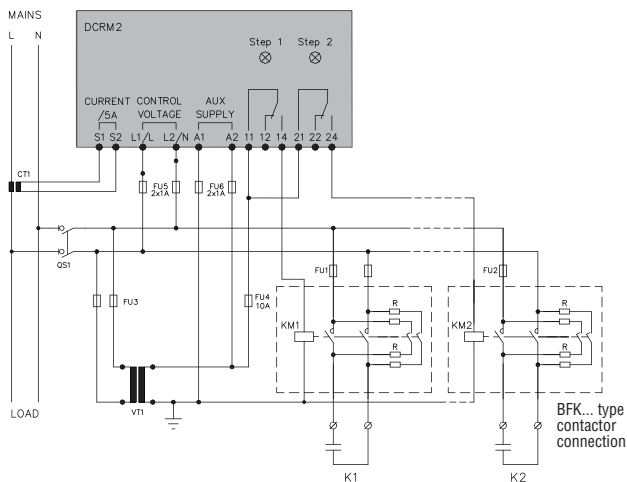 MAINS
L N
DCRM2
Step 1 Step 2
CURRENT CONTROL AUX
/5A VOLTAGE SUPPLY
S1 S2 L1/L L2/N A1 A2 11 12 14 21 22 24
CT1
FU5 FU6
2x1A 2x1A
QS1
FU1 FU2
FU3 FU4
10A
R R
KM1 KM2
R R
VT1
LOAD
BFK... type
contactor
connection
K1 K2